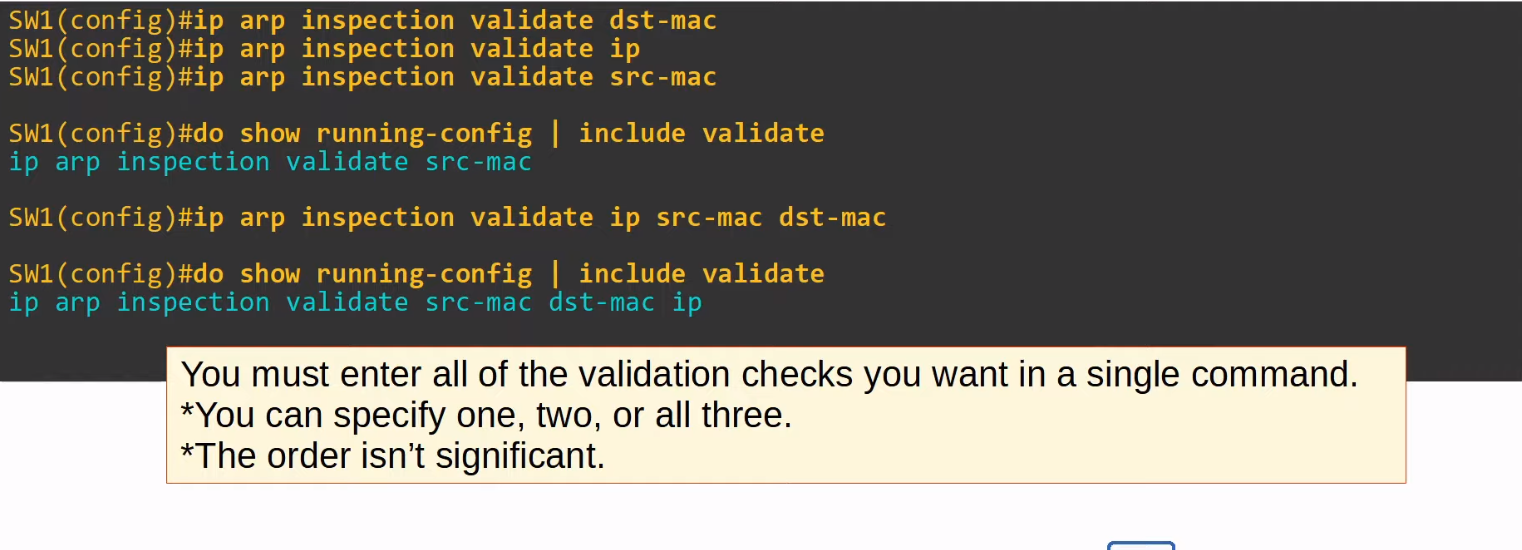 SW1(config)#ip arp inspection validate dst-mac
SW1(config)#ip arp inspection validate ip
SW1(config)#ip arp inspection validate src-mac
SW1(config)#do show running-config | include validate
ip arp inspection validate src-mac
SW1(config)#ip arp inspection validate ip src-mac dst-mac
SW1(config)#do show running-config | include validate
ip arp inspection validate src-mac dst-mac ip
You must enter all of the validation checks you want in a single command.
*You can specify one, two, or all three.
*The order isn’t significant.